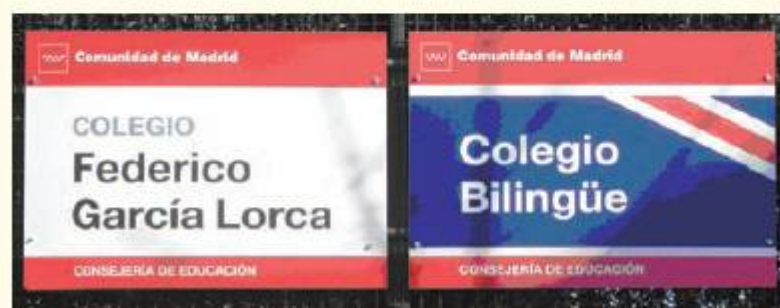 Comunidad de Madrid
COLEGIO
Federico
García Lorca
CONSEJERÍA DE EDUCACIÓN
Comunidad de Madrid
Colegio
Bilingüe
CONSEJERÍA DE EDUCACIÓN